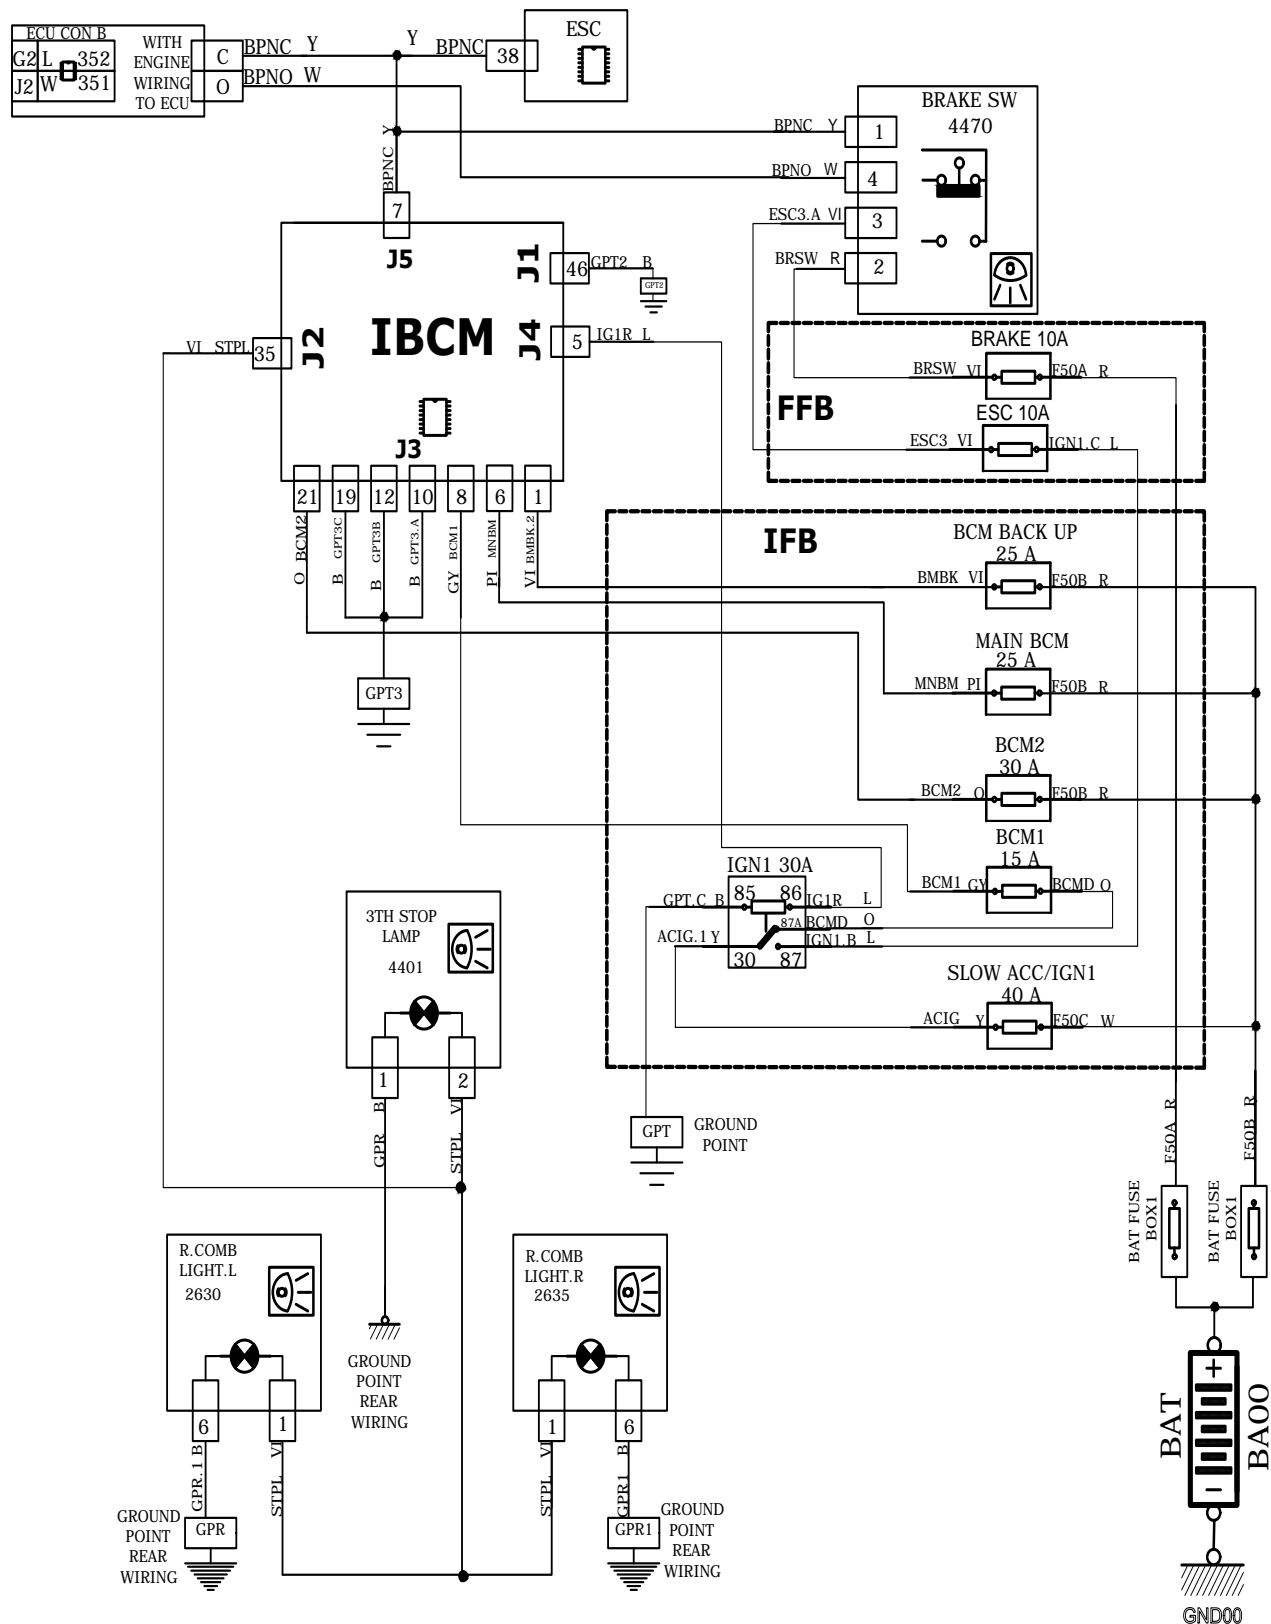 ECU CON B
G2 L 352
J2 W 351
WITH
ENGINE
WIRING
TO ECU
C
O
BPNC Y
BPNO W
Y
BPNC
38
ESC
BPNC Y
7
J5
BRAKE SW
4470
BPNC Y 1
BPNO W 4
ESC3.A VI 3
BRSW R 2
IBCM
J1
46
GPT2 B
GPT2
J4
5
IG1R L
J2
35
VI STPL
J3
21
19
12
10
8
6
1
O BCM2
B GPT3C
B GPT3B
B GPT3.A
GY BCM1
PI MNBM
VI BMBK.2
GPT3
FFB
BRAKE 10A
BRSW VI
F50A R
ESC 10A
ESC3 VI
IGN1.C L
IFB
BCM BACK UP
25 A
BMBK VI
F50B R
MAIN BCM
25 A
MNBM PI
F50B R
BCM2
30 A
BCM2 O
F50B R
BCM1
15 A
BCM1 GY
BCMD O
IGN1 30A
85 86
GPT.C B
IG1R L
87A
BCMD O
ACIG.1 Y
IGN1.B L
30 87
SLOW ACC/IGN1
40 A
ACIG Y
F50C W
GPT
GROUND
POINT
3TH STOP
LAMP
4401
1
2
GPR B
STPL VI
GROUND
POINT
REAR
WIRING
R.COMB
LIGHT.L
2630
6
1
GPR.1 B
STPL VI
GPR
GROUND
POINT
REAR
WIRING
R.COMB
LIGHT.R
2635
1
6
STPL VI
GPR1 B
GPR1
GROUND
POINT
REAR
WIRING
F50A R
F50B R
BAT FUSE
BOX1
BAT FUSE
BOX1
+
BAT
BA00
-
GND00